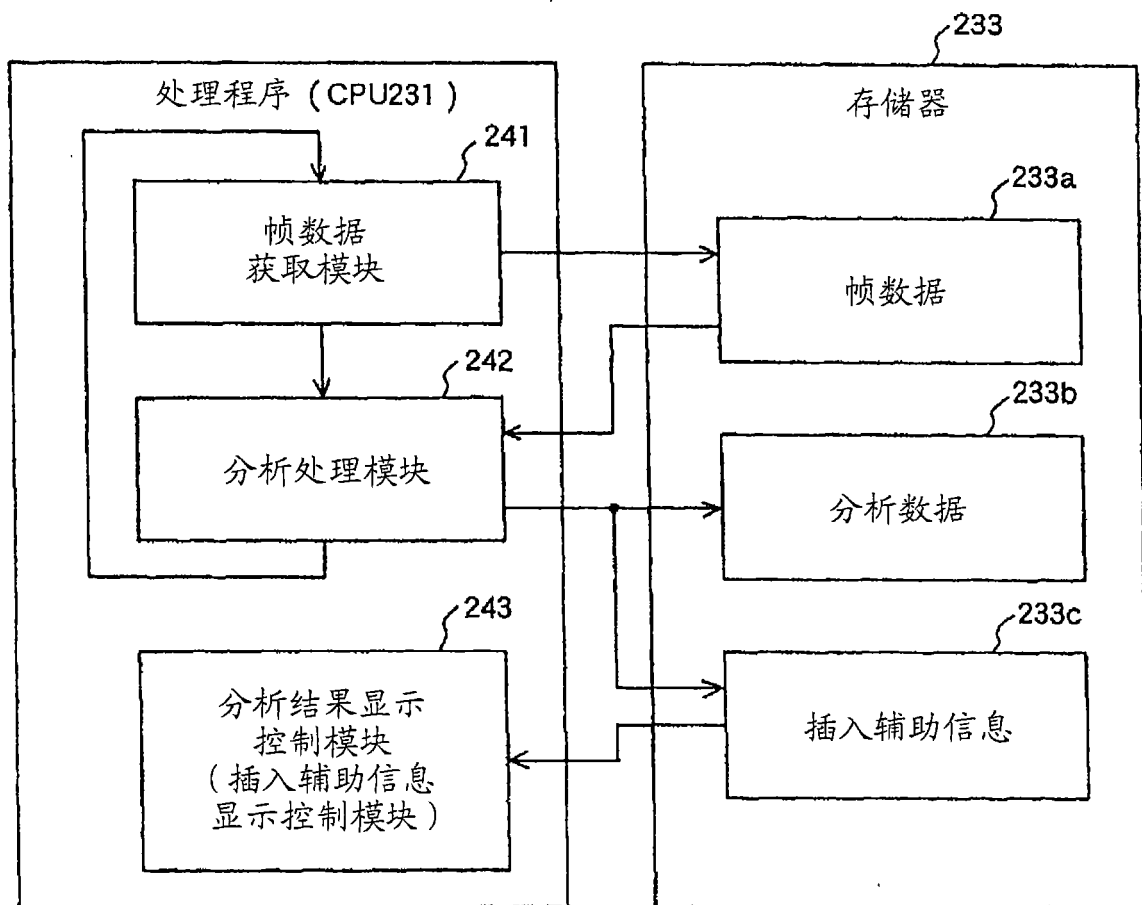 处理程序(CPU231)
241
帧数据
获取模块
242
分析处理模块
243
分析结果显示
控制模块
(插入辅助信息
显示控制模块)
233
存储器
233a
帧数据
233b
分析数据
233c
插入辅助信息